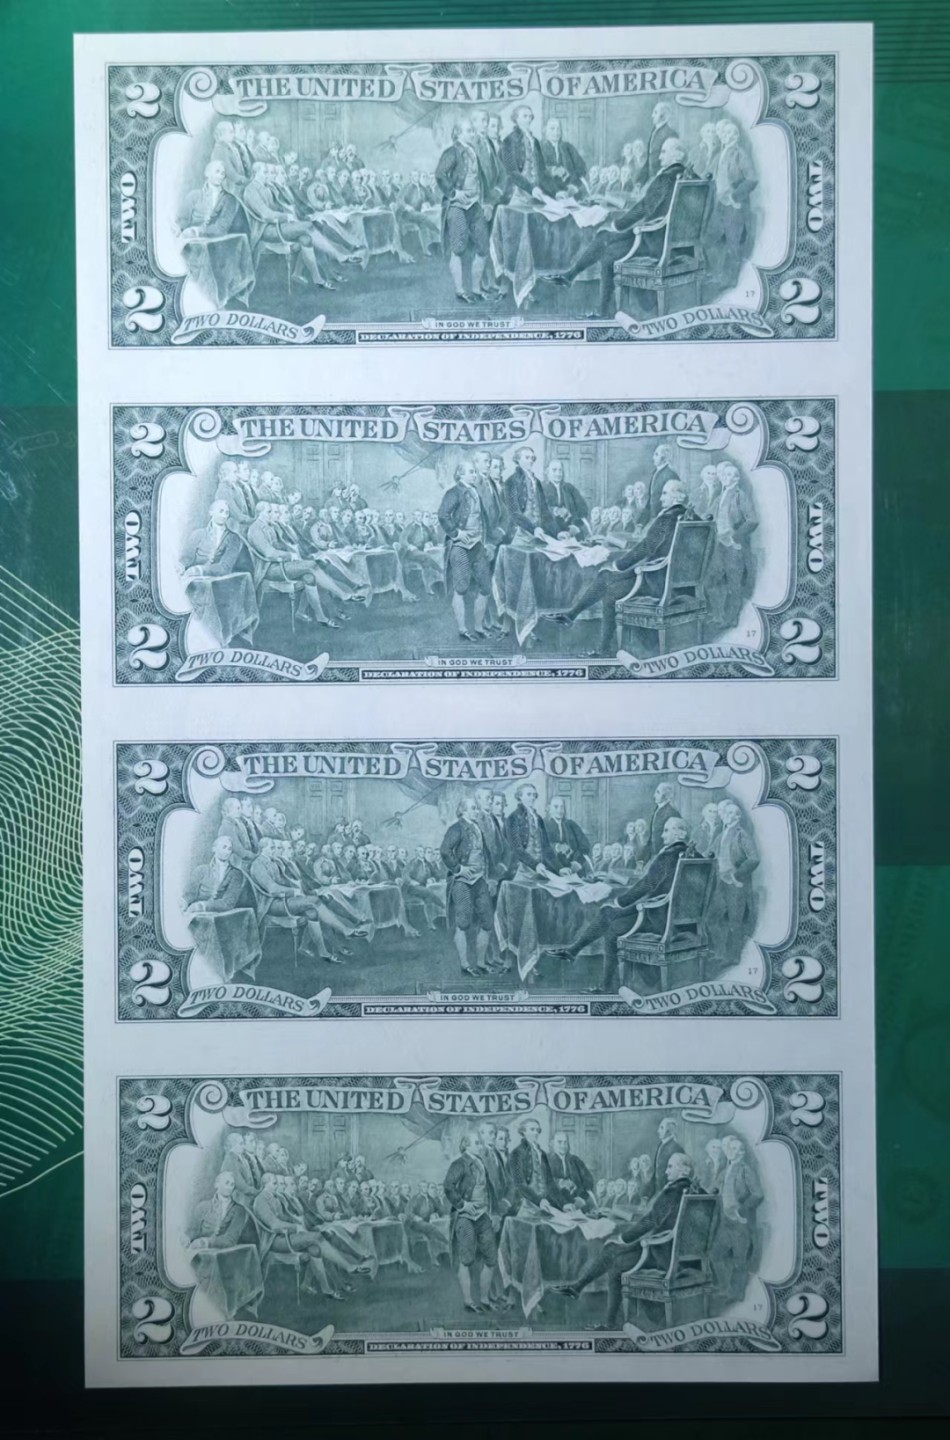 THE UNITED STATES OF AMERICA
2 2
TWO TWO
17
2 2
TWO DOLLARS TWO DOLLARS
IN GOD WE TRUST
DECLARATION OF INDEPENDENCE, 1776
THE UNITED STATES OF AMERICA
2 2
TWO TWO
17
2 2
TWO DOLLARS TWO DOLLARS
IN GOD WE TRUST
DECLARATION OF INDEPENDENCE, 1776
THE UNITED STATES OF AMERICA
2 2
TWO TWO
17
2 2
TWO DOLLARS TWO DOLLARS
IN GOD WE TRUST
DECLARATION OF INDEPENDENCE, 1776
THE UNITED STATES OF AMERICA
2 2
TWO TWO
17
2 2
TWO DOLLARS TWO DOLLARS
IN GOD WE TRUST
DECLARATION OF INDEPENDENCE, 1776